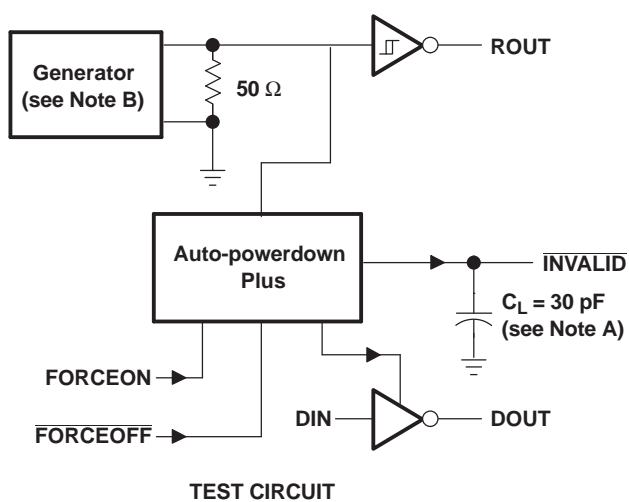 Generator
(see Note B)
50 Ω
ROUT
Auto-powerdown
Plus
INVALID
CL = 30 pF
(see Note A)
FORCEON
FORCEOFF
DIN
DOUT
TEST CIRCUIT